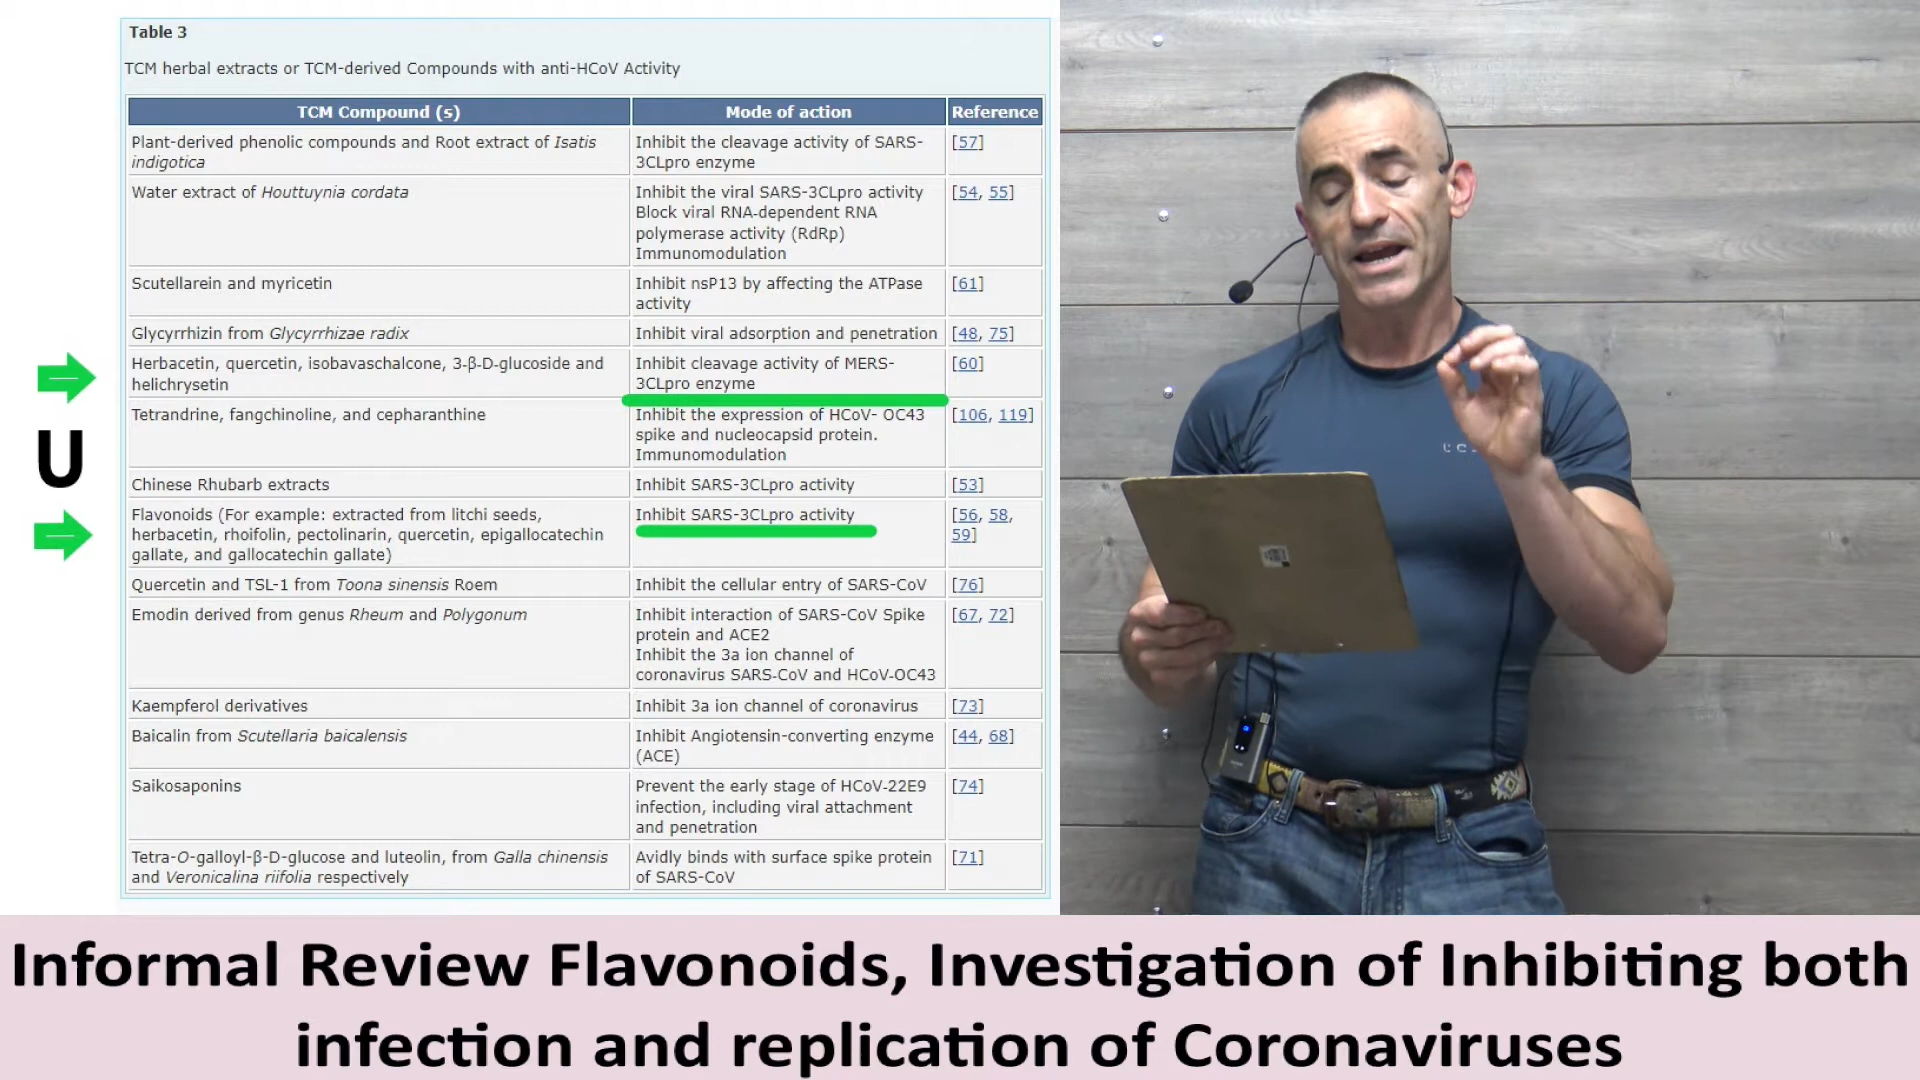 Table 3
TCM herbal extracts or TCM-derived Compounds with anti-HCoV Activity
TCM Compound (s) Mode of action Reference
Plant-derived phenolic compounds and Root extract of Isatis
indigotica
Inhibit the cleavage activity of SARS-
3CLpro enzyme
[57]
Water extract of Houttuynia cordata
Inhibit the viral SARS-3CLpro activity
Block viral RNA-dependent RNA
polymerase activity (RdRp)
Immunomodulation
[54, 55]
Scutellarein and myricetin
Inhibit nsP13 by affecting the ATPase
activity
[61]
Glycyrrhizin from Glycyrrhizae radix
Inhibit viral adsorption and penetration
[48, 75]
Herbacetin, quercetin, isobavaschalcone, 3-β-D-glucoside and
helichrysetin
Inhibit cleavage activity of MERS-
3CLpro enzyme
[60]
U
Tetrandrine, fangchinoline, and cepharanthine
Inhibit the expression of HCoV- OC43
spike and nucleocapsid protein.
Immunomodulation
[106, 119]
Chinese Rhubarb extracts
Inhibit SARS-3CLpro activity
[53]
Flavonoids (For example: extracted from litchi seeds,
herbacetin, rhoifolin, pectolinarin, quercetin, epigallocatechin
gallate, and gallocatechin gallate)
Inhibit SARS-3CLpro activity
[56, 58,
59]
Quercetin and TSL-1 from Toona sinensis Roem
Inhibit the cellular entry of SARS-CoV
[76]
Emodin derived from genus Rheum and Polygonum
Inhibit interaction of SARS-CoV Spike
protein and ACE2
Inhibit the 3a ion channel of
coronavirus SARS-CoV and HCoV-OC43
[67, 72]
Kaempferol derivatives
Inhibit 3a ion channel of coronavirus
[73]
Baicalin from Scutellaria baicalensis
Inhibit Angiotensin-converting enzyme
(ACE)
[44, 68]
Saikosaponins
Prevent the early stage of HCoV-22E9
infection, including viral attachment
and penetration
[74]
Tetra-O-galloyl-β-D-glucose and luteolin, from Galla chinensis
and Veronicalina riifolia respectively
Avidly binds with surface spike protein
of SARS-CoV
[71]
Informal Review Flavonoids, Investigation of Inhibiting both
infection and replication of Coronaviruses